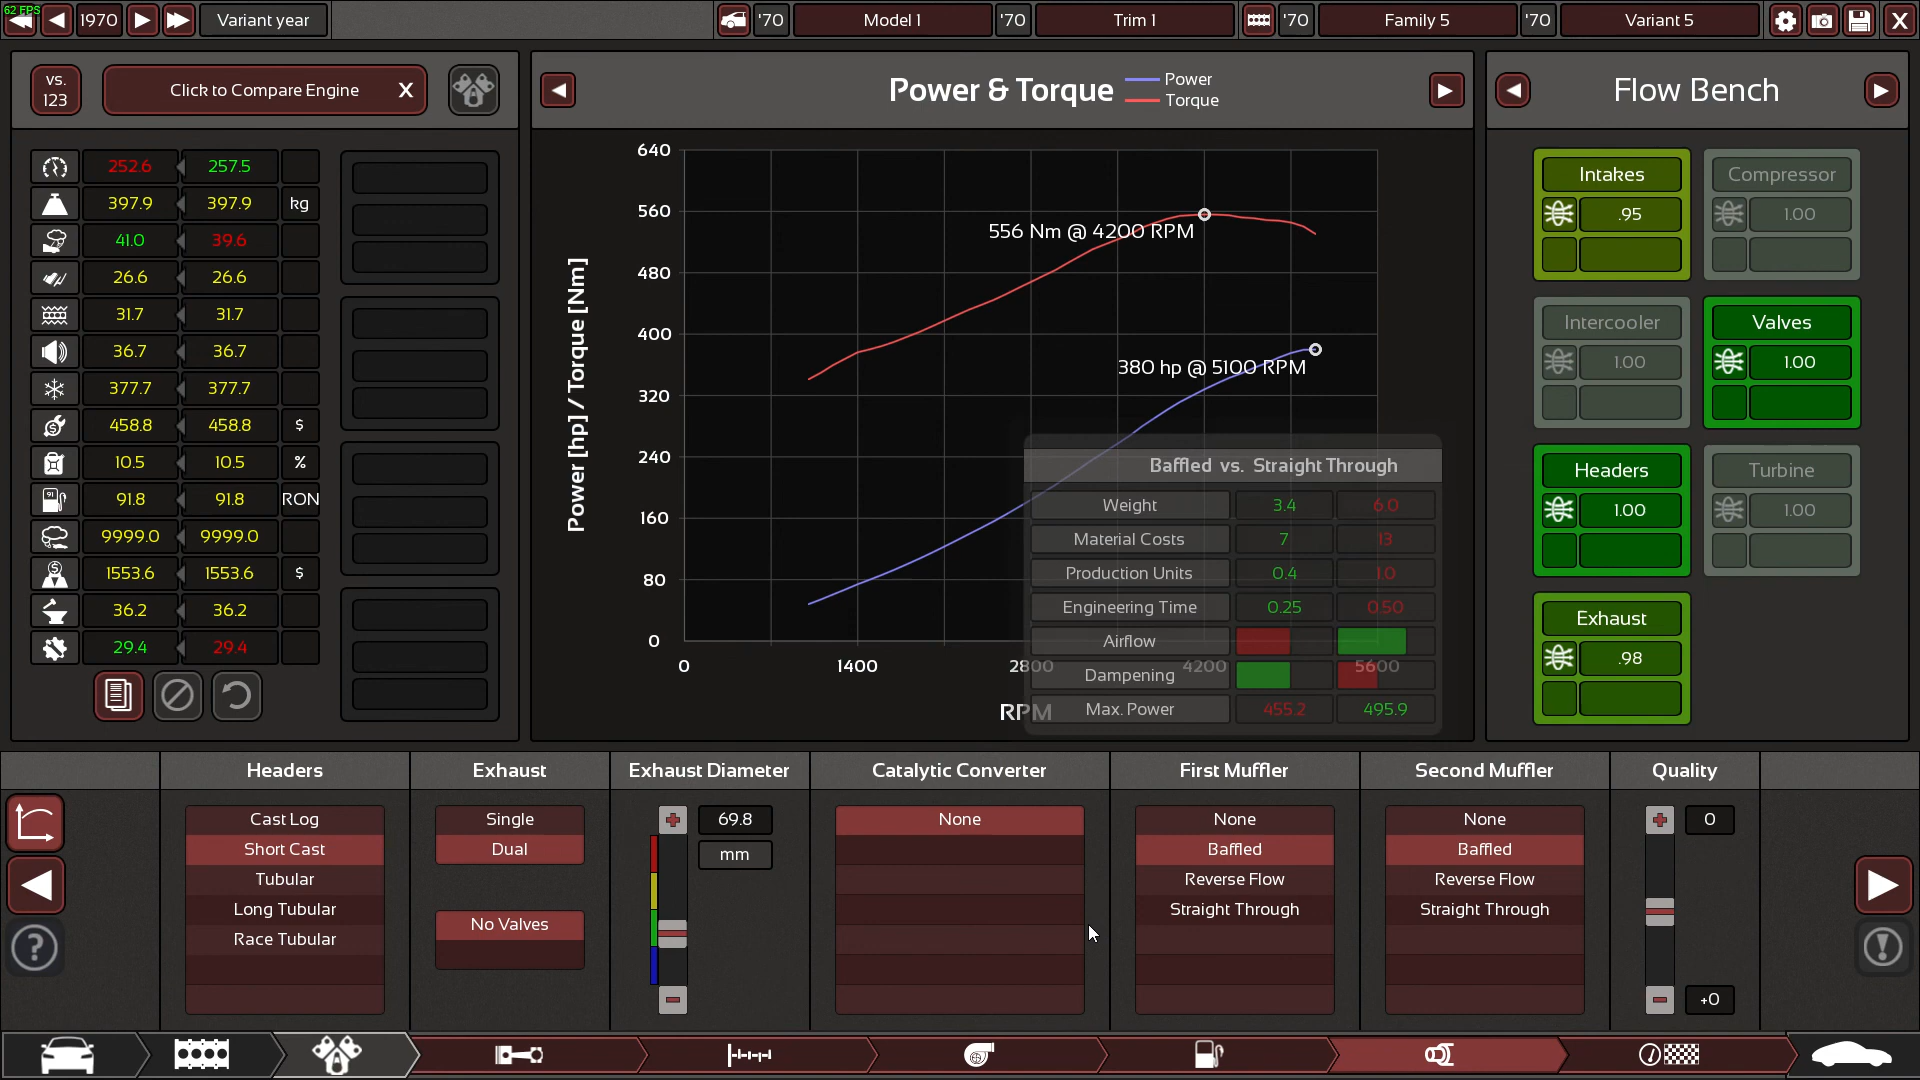 62 FPS
1970
Variant year
'70
Model 1
'70
Trim 1
'70
Family 5
'70
Variant 5
X
vs.
123
Click to Compare Engine
X
Power & Torque
Power
Torque
Flow Bench
252.6 257.5
397.9 397.9 kg
41.0 39.6
26.6 26.6
31.7 31.7
36.7 36.7
377.7 377.7
458.8 458.8 $
10.5 10.5 %
91.8 91.8 RON
9999.0 9999.0
1553.6 1553.6 $
36.2 36.2
29.4 29.4
Power [hp] / Torque [Nm]
640
560
480
400
320
240
160
80
0
0 1400 2800 4200 5600
RPM
556 Nm @ 4200 RPM
380 hp @ 5100 RPM
Baffled vs. Straight Through
Weight 3.4 6.0
Material Costs 7 13
Production Units 0.4 1.0
Engineering Time 0.25 0.50
Airflow
Dampening
Max. Power 455.2 495.9
Intakes
.95
Compressor
1.00
Intercooler
1.00
Valves
1.00
Headers
1.00
Turbine
1.00
Exhaust
.98
Headers
Cast Log
Short Cast
Tubular
Long Tubular
Race Tubular
Exhaust
Single
Dual
No Valves
Exhaust Diameter
69.8
mm
Catalytic Converter
None
First Muffler
None
Baffled
Reverse Flow
Straight Through
Second Muffler
None
Baffled
Reverse Flow
Straight Through
Quality
0
+0